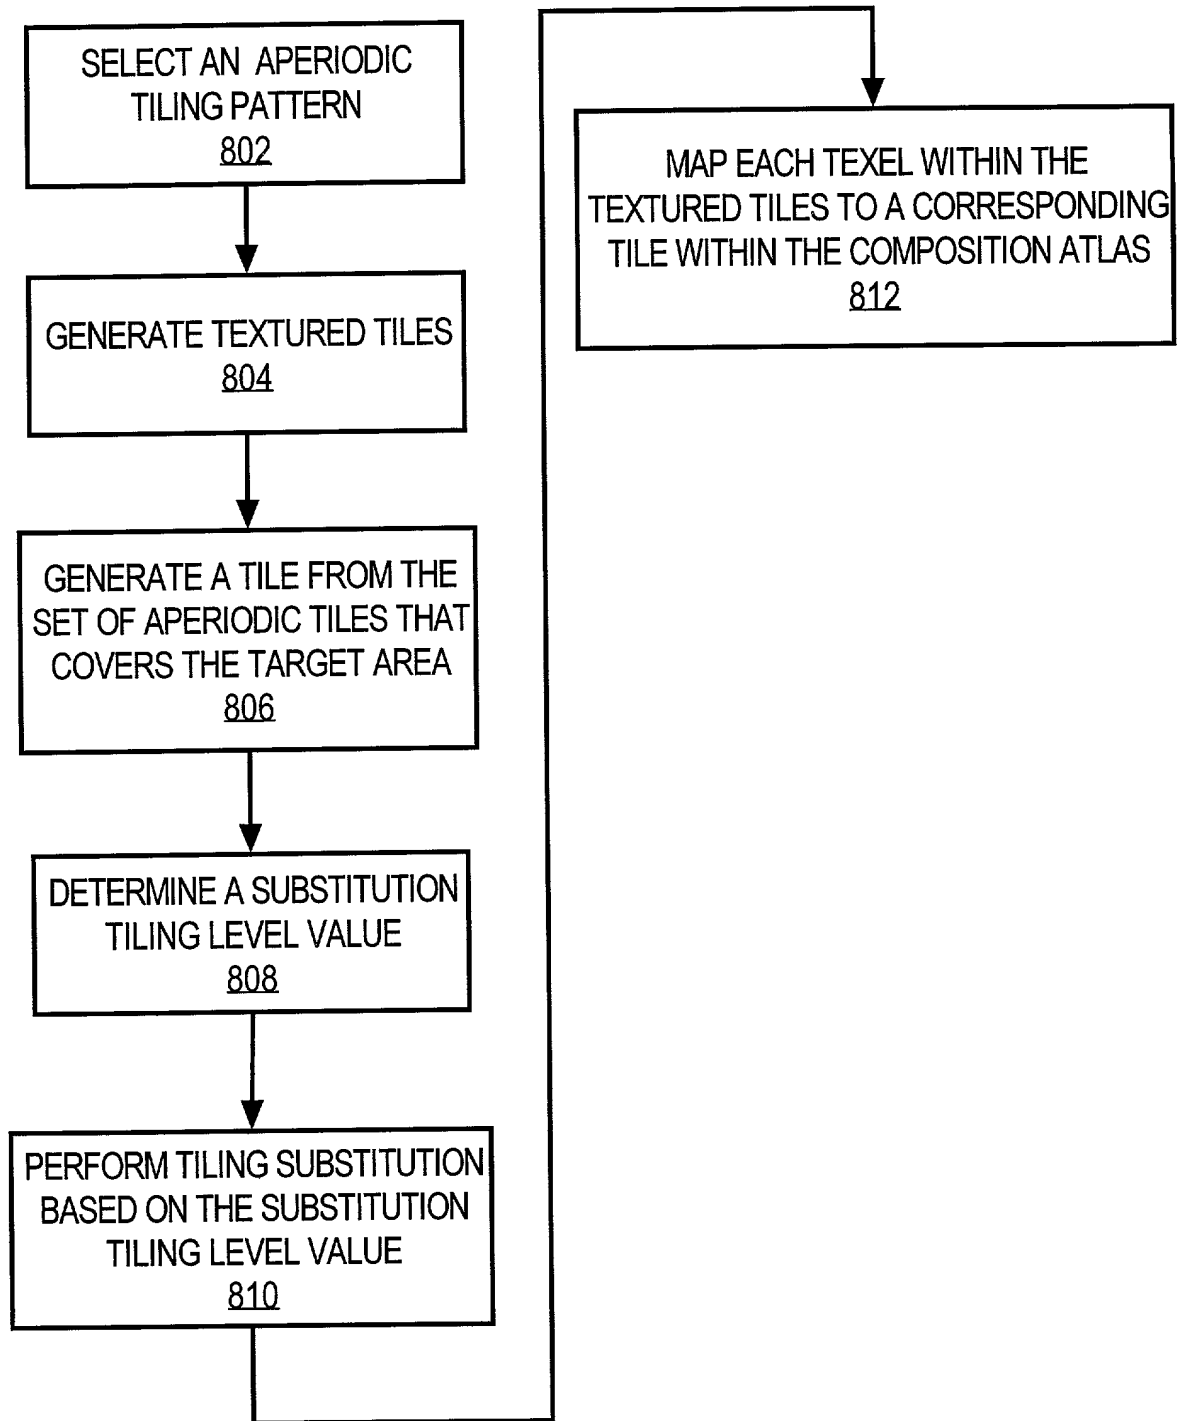 SELECT AN APERIODIC
TILING PATTERN
802
GENERATE TEXTURED TILES
804
GENERATE A TILE FROM THE
SET OF APERIODIC TILES THAT
COVERS THE TARGET AREA
806
DETERMINE A SUBSTITUTION
TILING LEVEL VALUE
808
PERFORM TILING SUBSTITUTION
BASED ON THE SUBSTITUTION
TILING LEVEL VALUE
810
MAP EACH TEXEL WITHIN THE
TEXTURED TILES TO A CORRESPONDING
TILE WITHIN THE COMPOSITION ATLAS
812